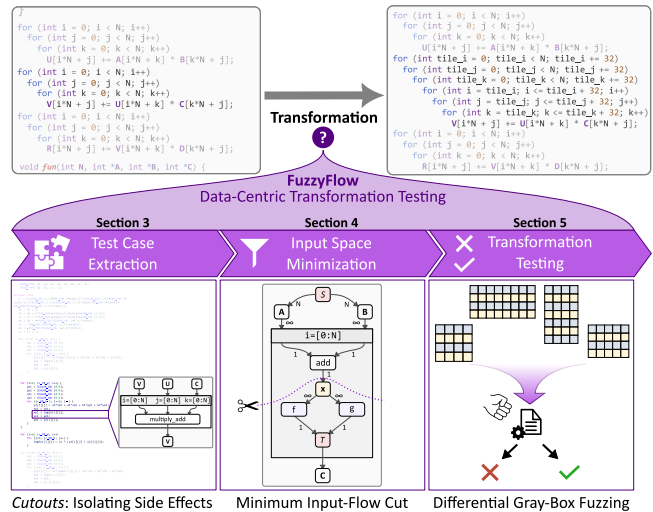 }
for (int i = 0; i < N; i++)
for (int j = 0; j < N; j++)
for (int k = 0; k < N; k++)
U[i*N + j] += A[i*N + k] * B[k*N + j];
for (int i = 0; i < N; i++)
for (int j = 0; j < N; j++)
for (int k = 0; k < N; k++)
V[i*N + j] += U[i*N + k] * C[k*N + j];
for (int i = 0; i < N; i++)
for (int j = 0; j < N; j++)
for (int k = 0; k < N; k++)
R[i*N + j] += V[i*N + k] * D[k*N + j];
void fun(int N, int *A, int *B, int *C) {
Transformation
?
for (int i = 0; i < N; i++)
for (int j = 0; j < N; j++)
for (int k = 0; k < N; k++)
U[i*N + j] += A[i*N + k] * B[k*N + j];
for (int tile_i = 0; tile_i < N; tile_i += 32)
for (int tile_j = 0; tile_j < N; tile_j += 32)
for (int tile_k = 0; tile_k < N; tile_k += 32)
for (int i = tile_i; i <= tile_i + 32; i++)
for (int j = tile_j; j <= tile_j + 32; j++)
for (int k = tile_k; k <= tile_k + 32; k++)
V[i*N + j] += U[i*N + k] * C[k*N + j];
for (int i = 0; i < N; i++)
for (int j = 0; j < N; j++)
for (int k = 0; k < N; k++)
R[i*N + j] += V[i*N + k] * D[k*N + j];
FuzzyFlow
Data-Centric Transformation Testing
Section 3
Test Case
Extraction
Section 4
Input Space
Minimization
Section 5
Transformation
Testing
V U C
i=[0:N] j=[0:N] k=[0:N]
multiply_add
V
S
N N
A B
∞ ∞
i=[0:N]
1 1
add
1
x
∞ ∞
f g
1 1
T
∞
C
Cutouts: Isolating Side Effects
Minimum Input-Flow Cut
Differential Gray-Box Fuzzing